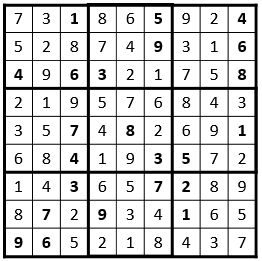 7 3 1 8 6 5 9 2 4
5 2 8 7 4 9 3 1 6
4 9 6 3 2 1 7 5 8
2 1 9 5 7 6 8 4 3
3 5 7 4 8 2 6 9 1
6 8 4 1 9 3 5 7 2
1 4 3 6 5 7 2 8 9
8 7 2 9 3 4 1 6 5
9 6 5 2 1 8 4 3 7